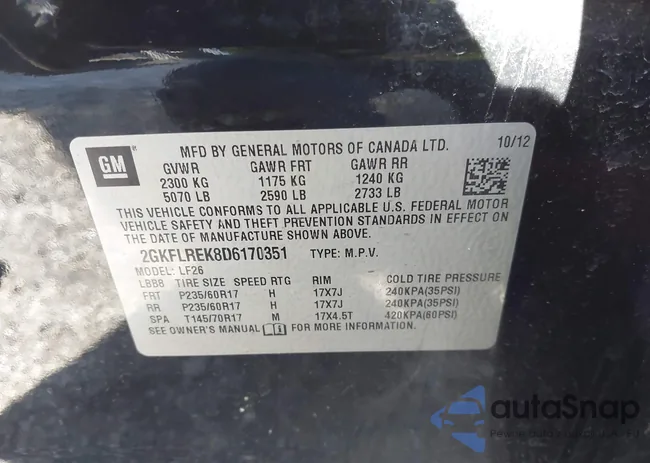 GM
MFD BY GENERAL MOTORS OF CANADA LTD. 10/12
GVWR GAWR FRT GAWR RR
2300 KG 1175 KG 1240 KG
5070 LB 2590 LB 2733 LB
THIS VEHICLE CONFORMS TO ALL APPLICABLE U.S. FEDERAL MOTOR
VEHICLE SAFETY AND THEFT PREVENTION STANDARDS IN EFFECT ON
THE DATE OF MANUFACTURE SHOWN ABOVE.
2GKFLREK8D6170351 TYPE: M.P.V.
MODEL: LF26
LBB8 TIRE SIZE SPEED RTG RIM COLD TIRE PRESSURE
FRT P235/60R17 H 17X7J 240KPA(35PSI)
RR P235/60R17 H 17X7J 240KPA(35PSI)
SPA T145/70R17 M 17X4.5T 420KPA(60PSI)
SEE OWNER'S MANUAL FOR MORE INFORMATION.
autaSnap